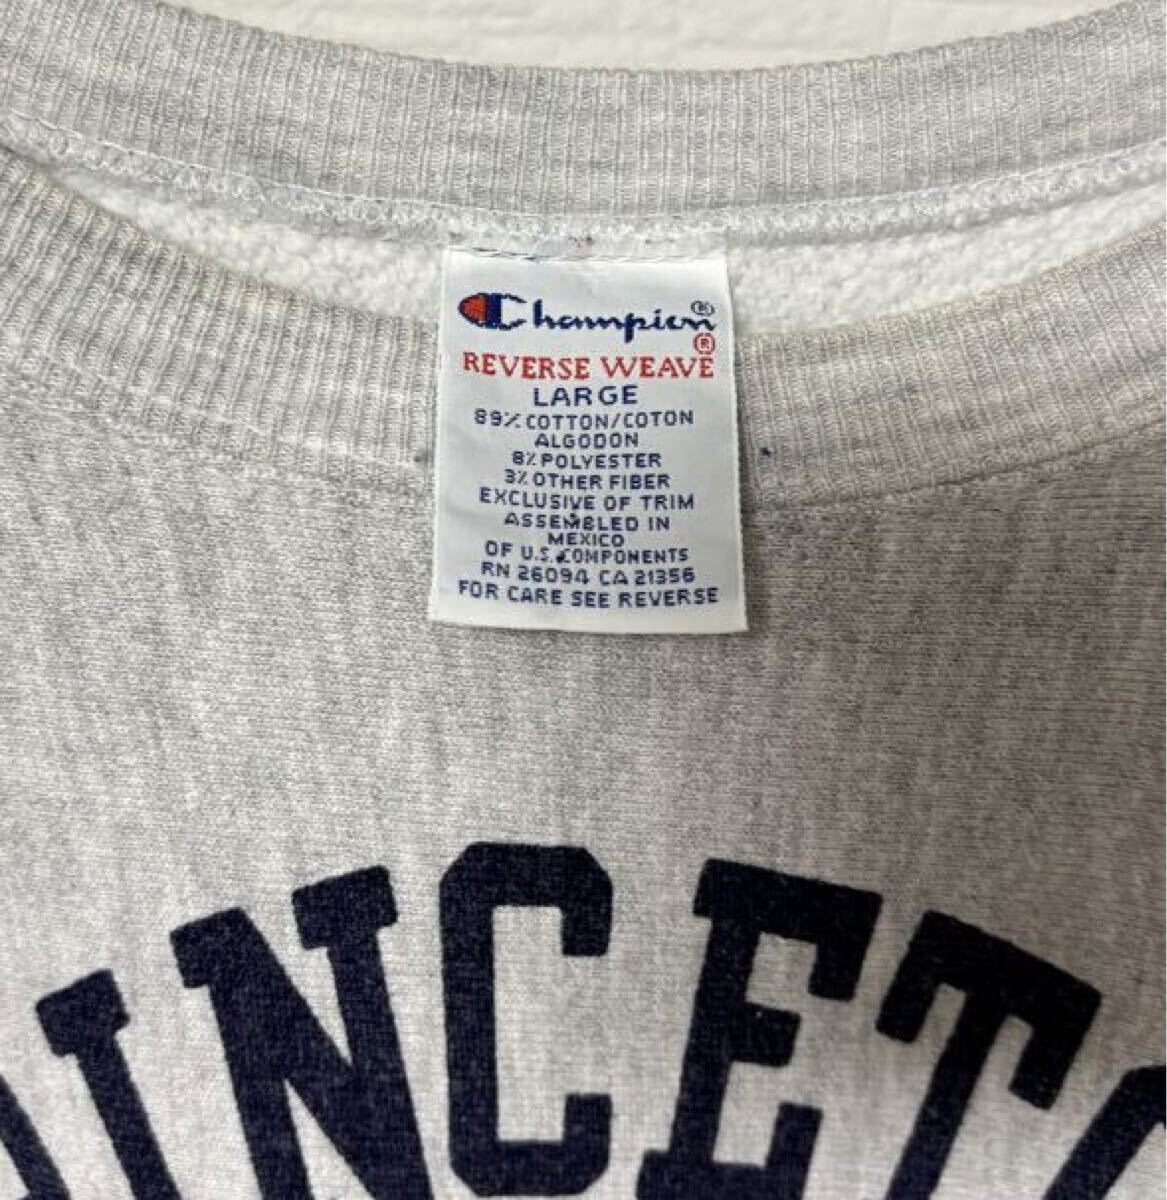 Champion®
REVERSE WEAVE®
LARGE
89% COTTON/COTON
ALGODON
8% POLYESTER
3% OTHER FIBER
EXCLUSIVE OF TRIM
ASSEMBLED IN
MEXICO
OF U.S. COMPONENTS
RN 26094 CA 21356
FOR CARE SEE REVERSE
RINCETO